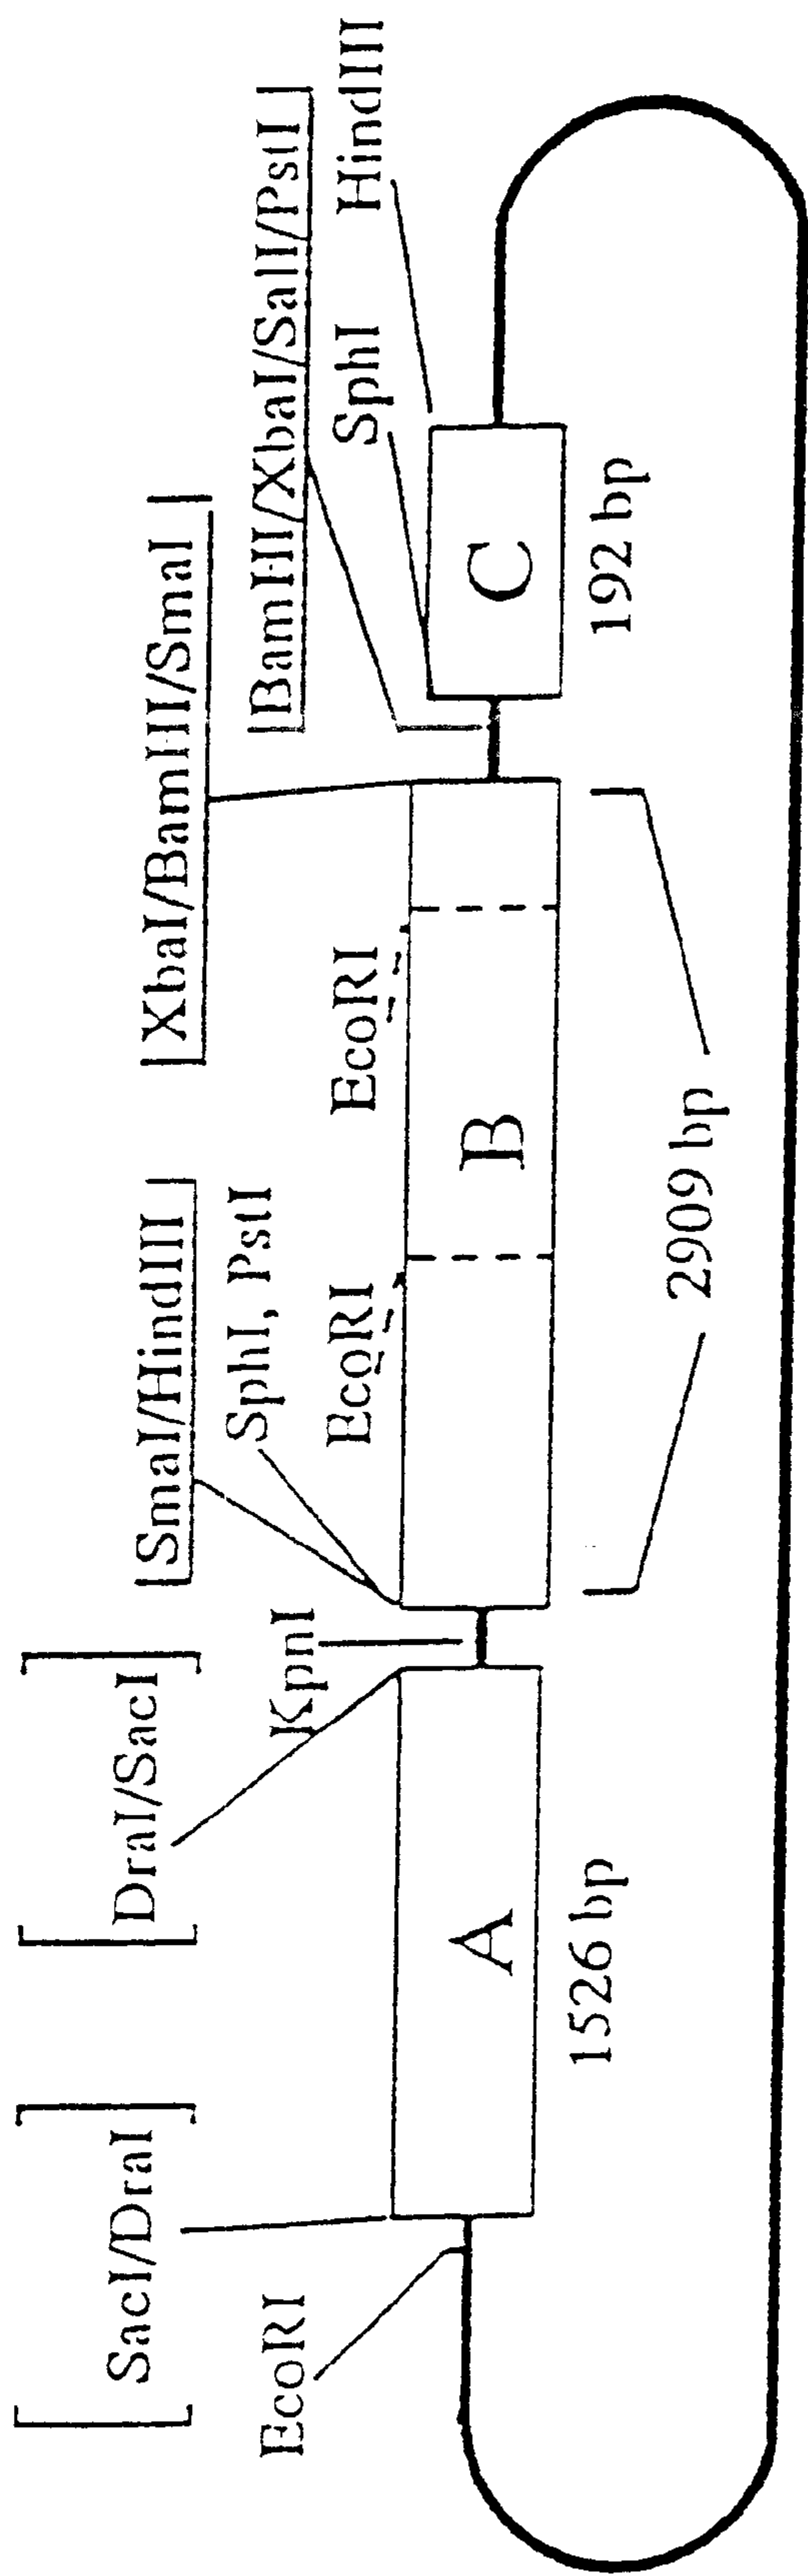 [SacI/DraI]
EcoRI
A
1526 bp
[DraI/SacI]
KpnI
[SmaI/HindIII]
SphI, PstI
EcoRI
EcoRI
B
2909 bp
[XbaI/BamHI/SmaI]
[BamHI/XbaI/SalI/PstI]
SphI
HindIII
C
192 bp